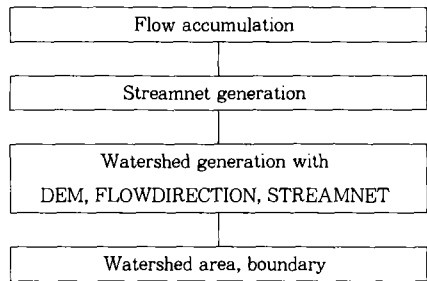 Flow accumulation
Streamnet generation
Watershed generation with
DEM, FLOWDIRECTION, STREAMNET
Watershed area, boundary